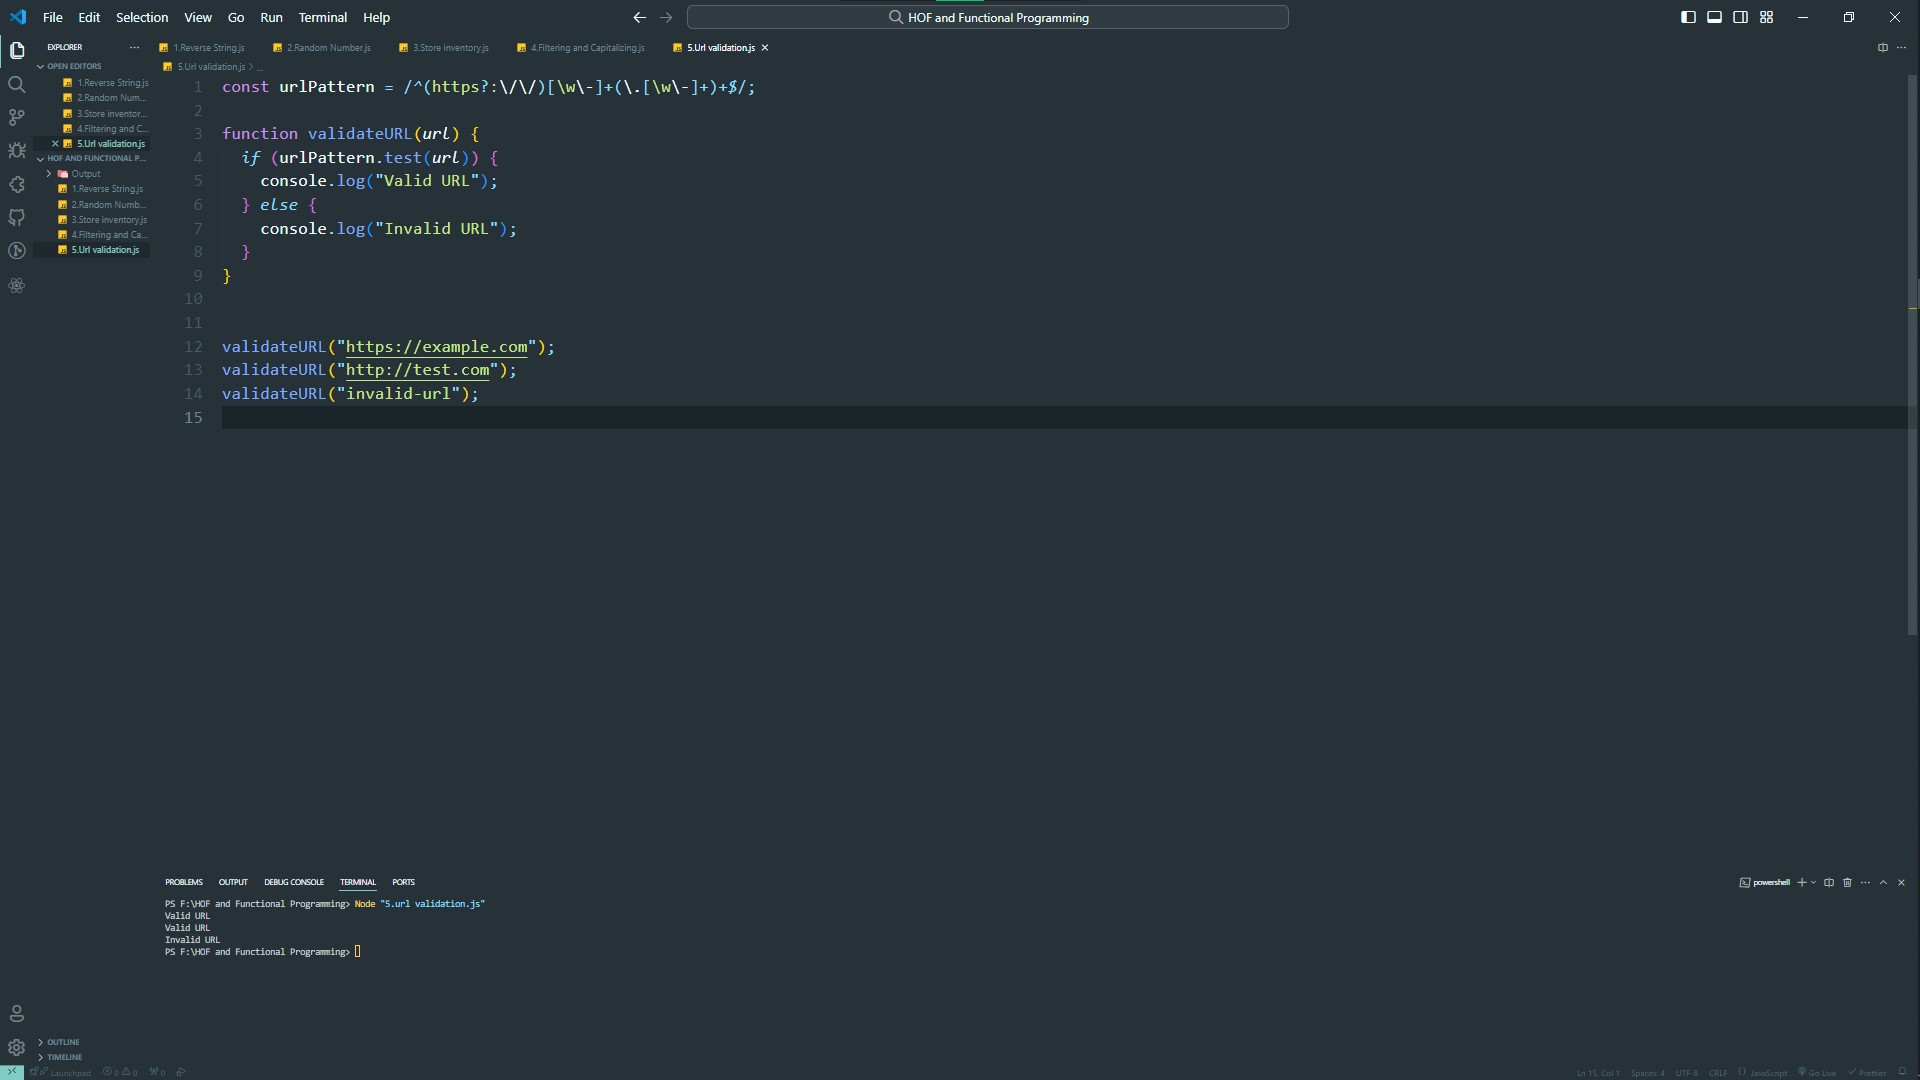 File Edit Selection View Go Run Terminal Help
HOF and Functional Programming
EXPLORER
1.Reverse String.js 2.Random Number.js 3.Store inventory.js 4.Filtering and Capitalizing.js 5.Url validation.js
OPEN EDITORS
1.Reverse String.js
2.Random Num...
3.Store inventor...
4.Filtering and C...
5.Url validation.js
HOF AND FUNCTIONAL P...
Output
1.Reverse String.js
2.Random Numb...
3.Store inventory.js
4.Filtering and Ca...
5.Url validation.js
5.Url validation.js > ...
1 const urlPattern = /^(https?:\/\/)[\w\-]+(\.[\w\-]+)+$/;
2
3 function validateURL(url) {
4 if (urlPattern.test(url)) {
5 console.log("Valid URL");
6 } else {
7 console.log("Invalid URL");
8 }
9 }
10
11
12 validateURL("https://example.com");
13 validateURL("http://test.com");
14 validateURL("invalid-url");
15
PROBLEMS OUTPUT DEBUG CONSOLE TERMINAL PORTS
powershell
PS F:\HOF and Functional Programming> Node "5.url validation.js"
Valid URL
Valid URL
Invalid URL
PS F:\HOF and Functional Programming>
OUTLINE
TIMELINE
Launchpad 0 0 0
Ln 15, Col 1 Spaces: 4 UTF-8 CRLF {} JavaScript Go Live Prettier